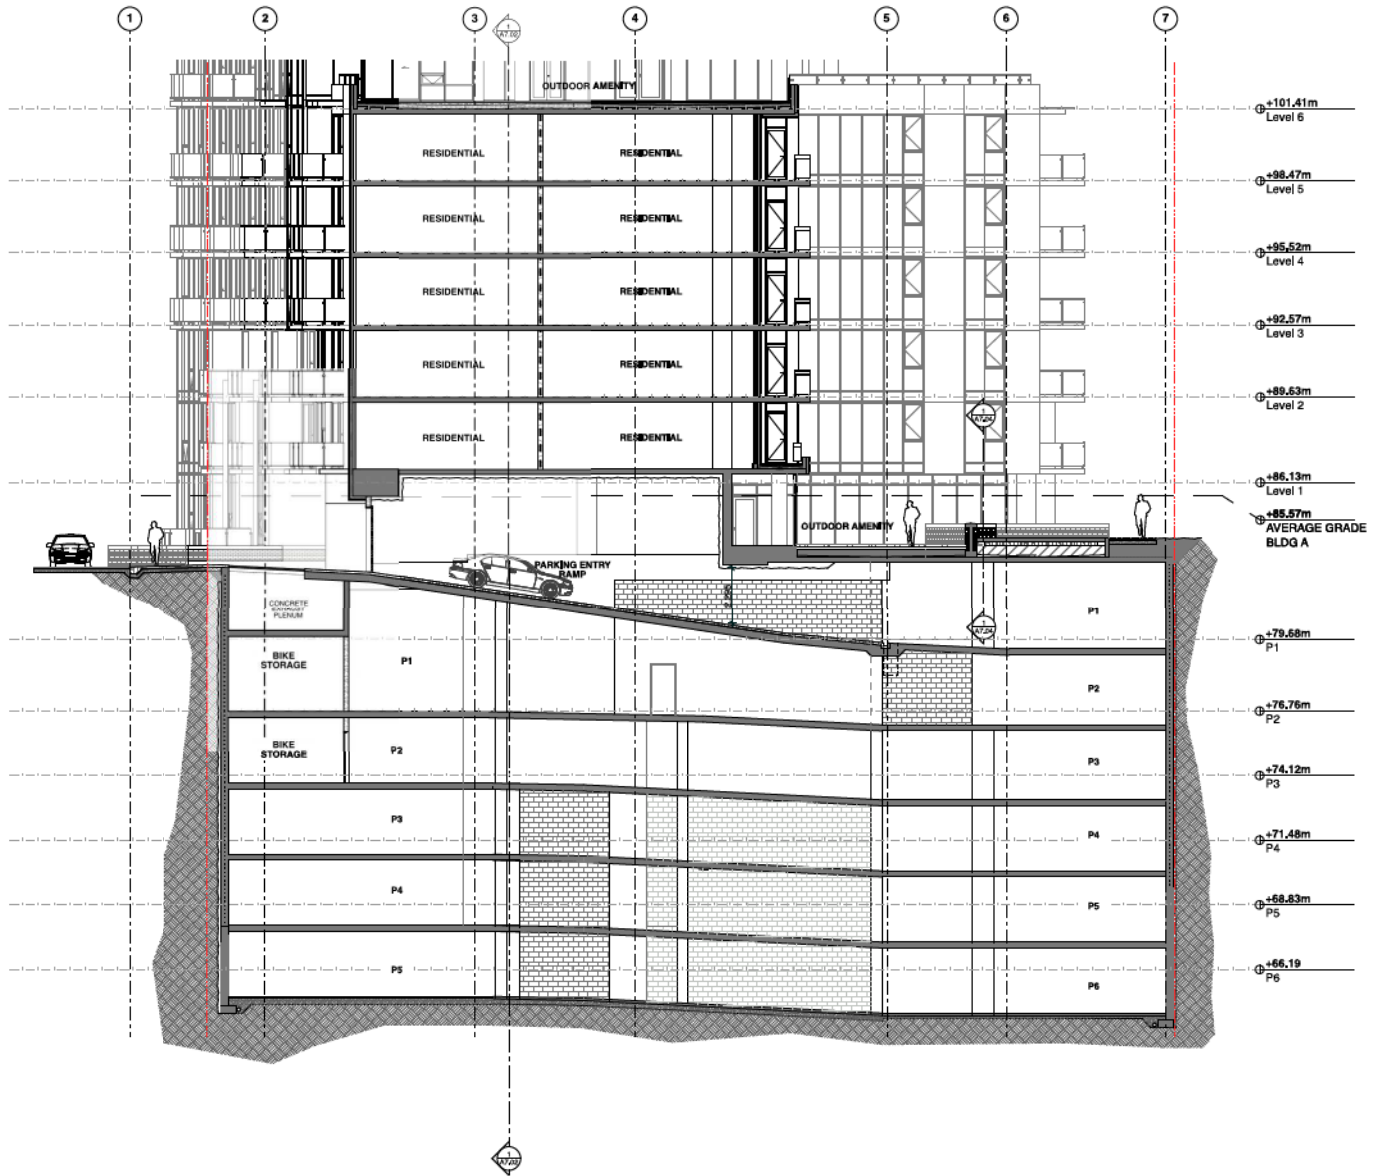 1
2
3
4
5
6
7
1
A7.02
OUTDOOR AMENITY
+101.41m
Level 6
RESIDENTIAL
RESIDENTIAL
+98.47m
Level 5
RESIDENTIAL
RESIDENTIAL
+95.52m
Level 4
RESIDENTIAL
RESIDENTIAL
+92.57m
Level 3
RESIDENTIAL
RESIDENTIAL
+89.63m
Level 2
1
A7.04
RESIDENTIAL
RESIDENTIAL
+86.13m
Level 1
+85.57m
AVERAGE GRADE
BLDG A
OUTDOOR AMENITY
PARKING ENTRY
RAMP
CONCRETE
EXHAUST
PLENUM
P1
1
A7.04
+79.68m
P1
BIKE
STORAGE
P1
P2
+76.76m
P2
BIKE
STORAGE
P2
P3
+74.12m
P3
P3
P4
+71.48m
P4
P4
P5
+68.83m
P5
P5
P6
+66.19
P6
1
A7.02